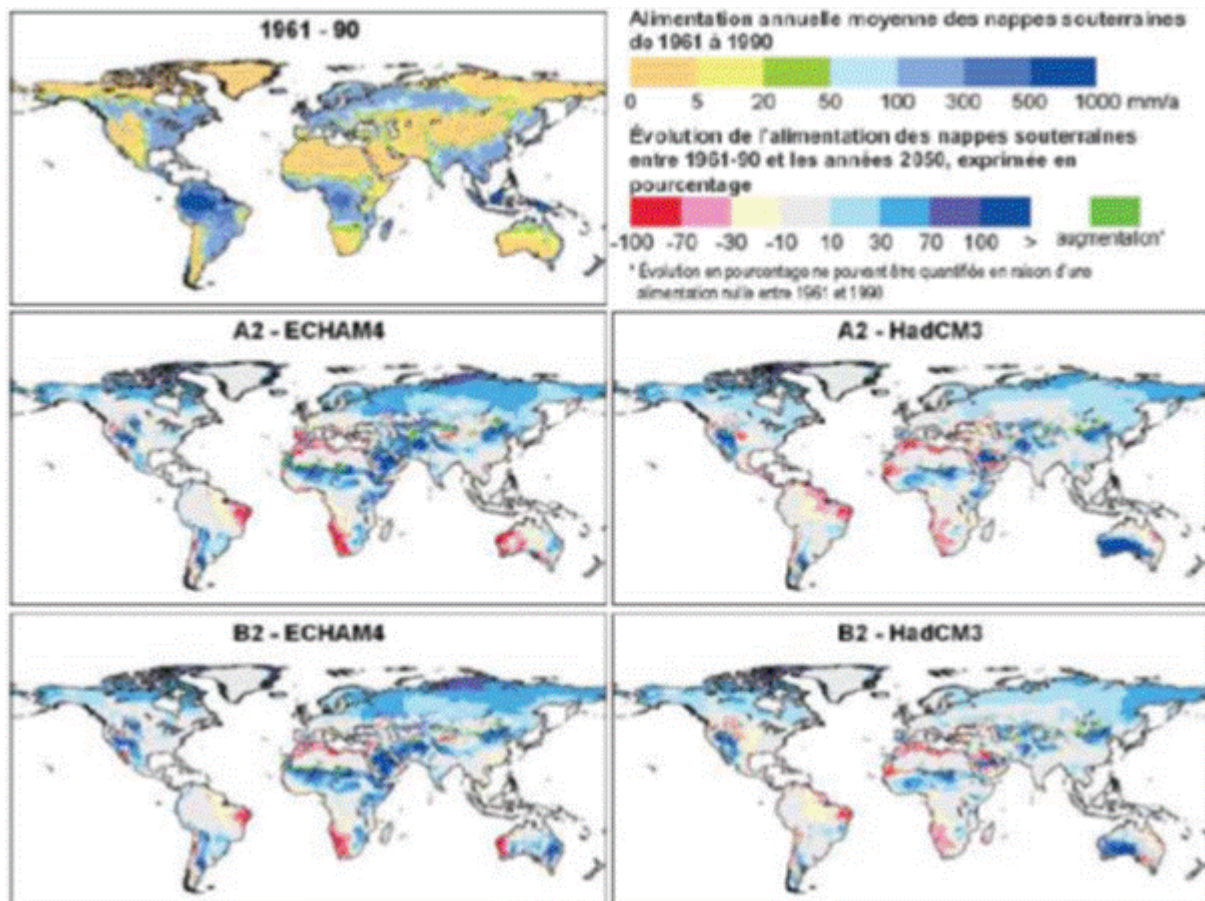 1961 - 90
Alimentation annuelle moyenne des nappes souterraines
de 1961 à 1990
0 5 20 50 100 300 500 1000 mm/a
Évolution de l'alimentation des nappes souterraines
entre 1961-90 et les années 2050, exprimée en
pourcentage
-100 -70 -30 -10 10 30 70 100 > augmentation*
* Évolution en pourcentage ne pouvant être quantifiée en raison d'une
alimentation nulle entre 1961 et 1990
A2 - ECHAM4
A2 - HadCM3
B2 - ECHAM4
B2 - HadCM3